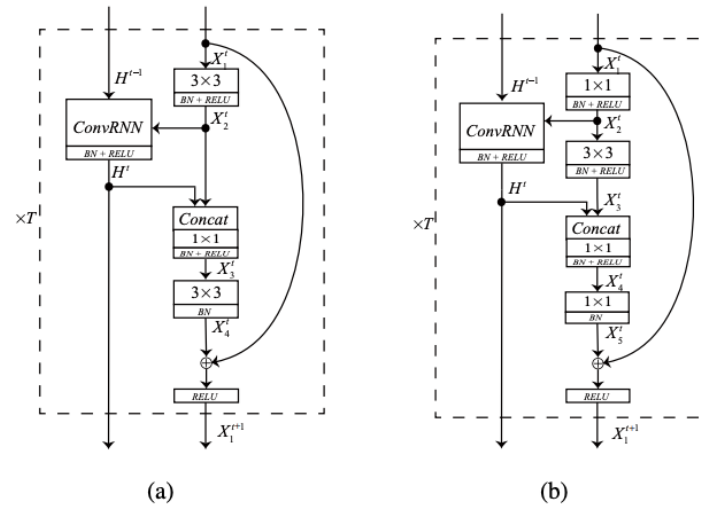 X_1^t
H^{t-1}
3×3
BN + RELU
ConvRNN
BN + RELU
X_2^t
H^t
×T
Concat
1×1
BN + RELU
X_3^t
3×3
BN
X_4^t
⊕
RELU
X_1^{t+1}
(a)
X_1^t
H^{t-1}
1×1
BN + RELU
ConvRNN
BN + RELU
X_2^t
3×3
BN + RELU
H^t
X_3^t
×T
Concat
1×1
BN + RELU
X_4^t
1×1
BN
X_5^t
⊕
RELU
X_1^{t+1}
(b)